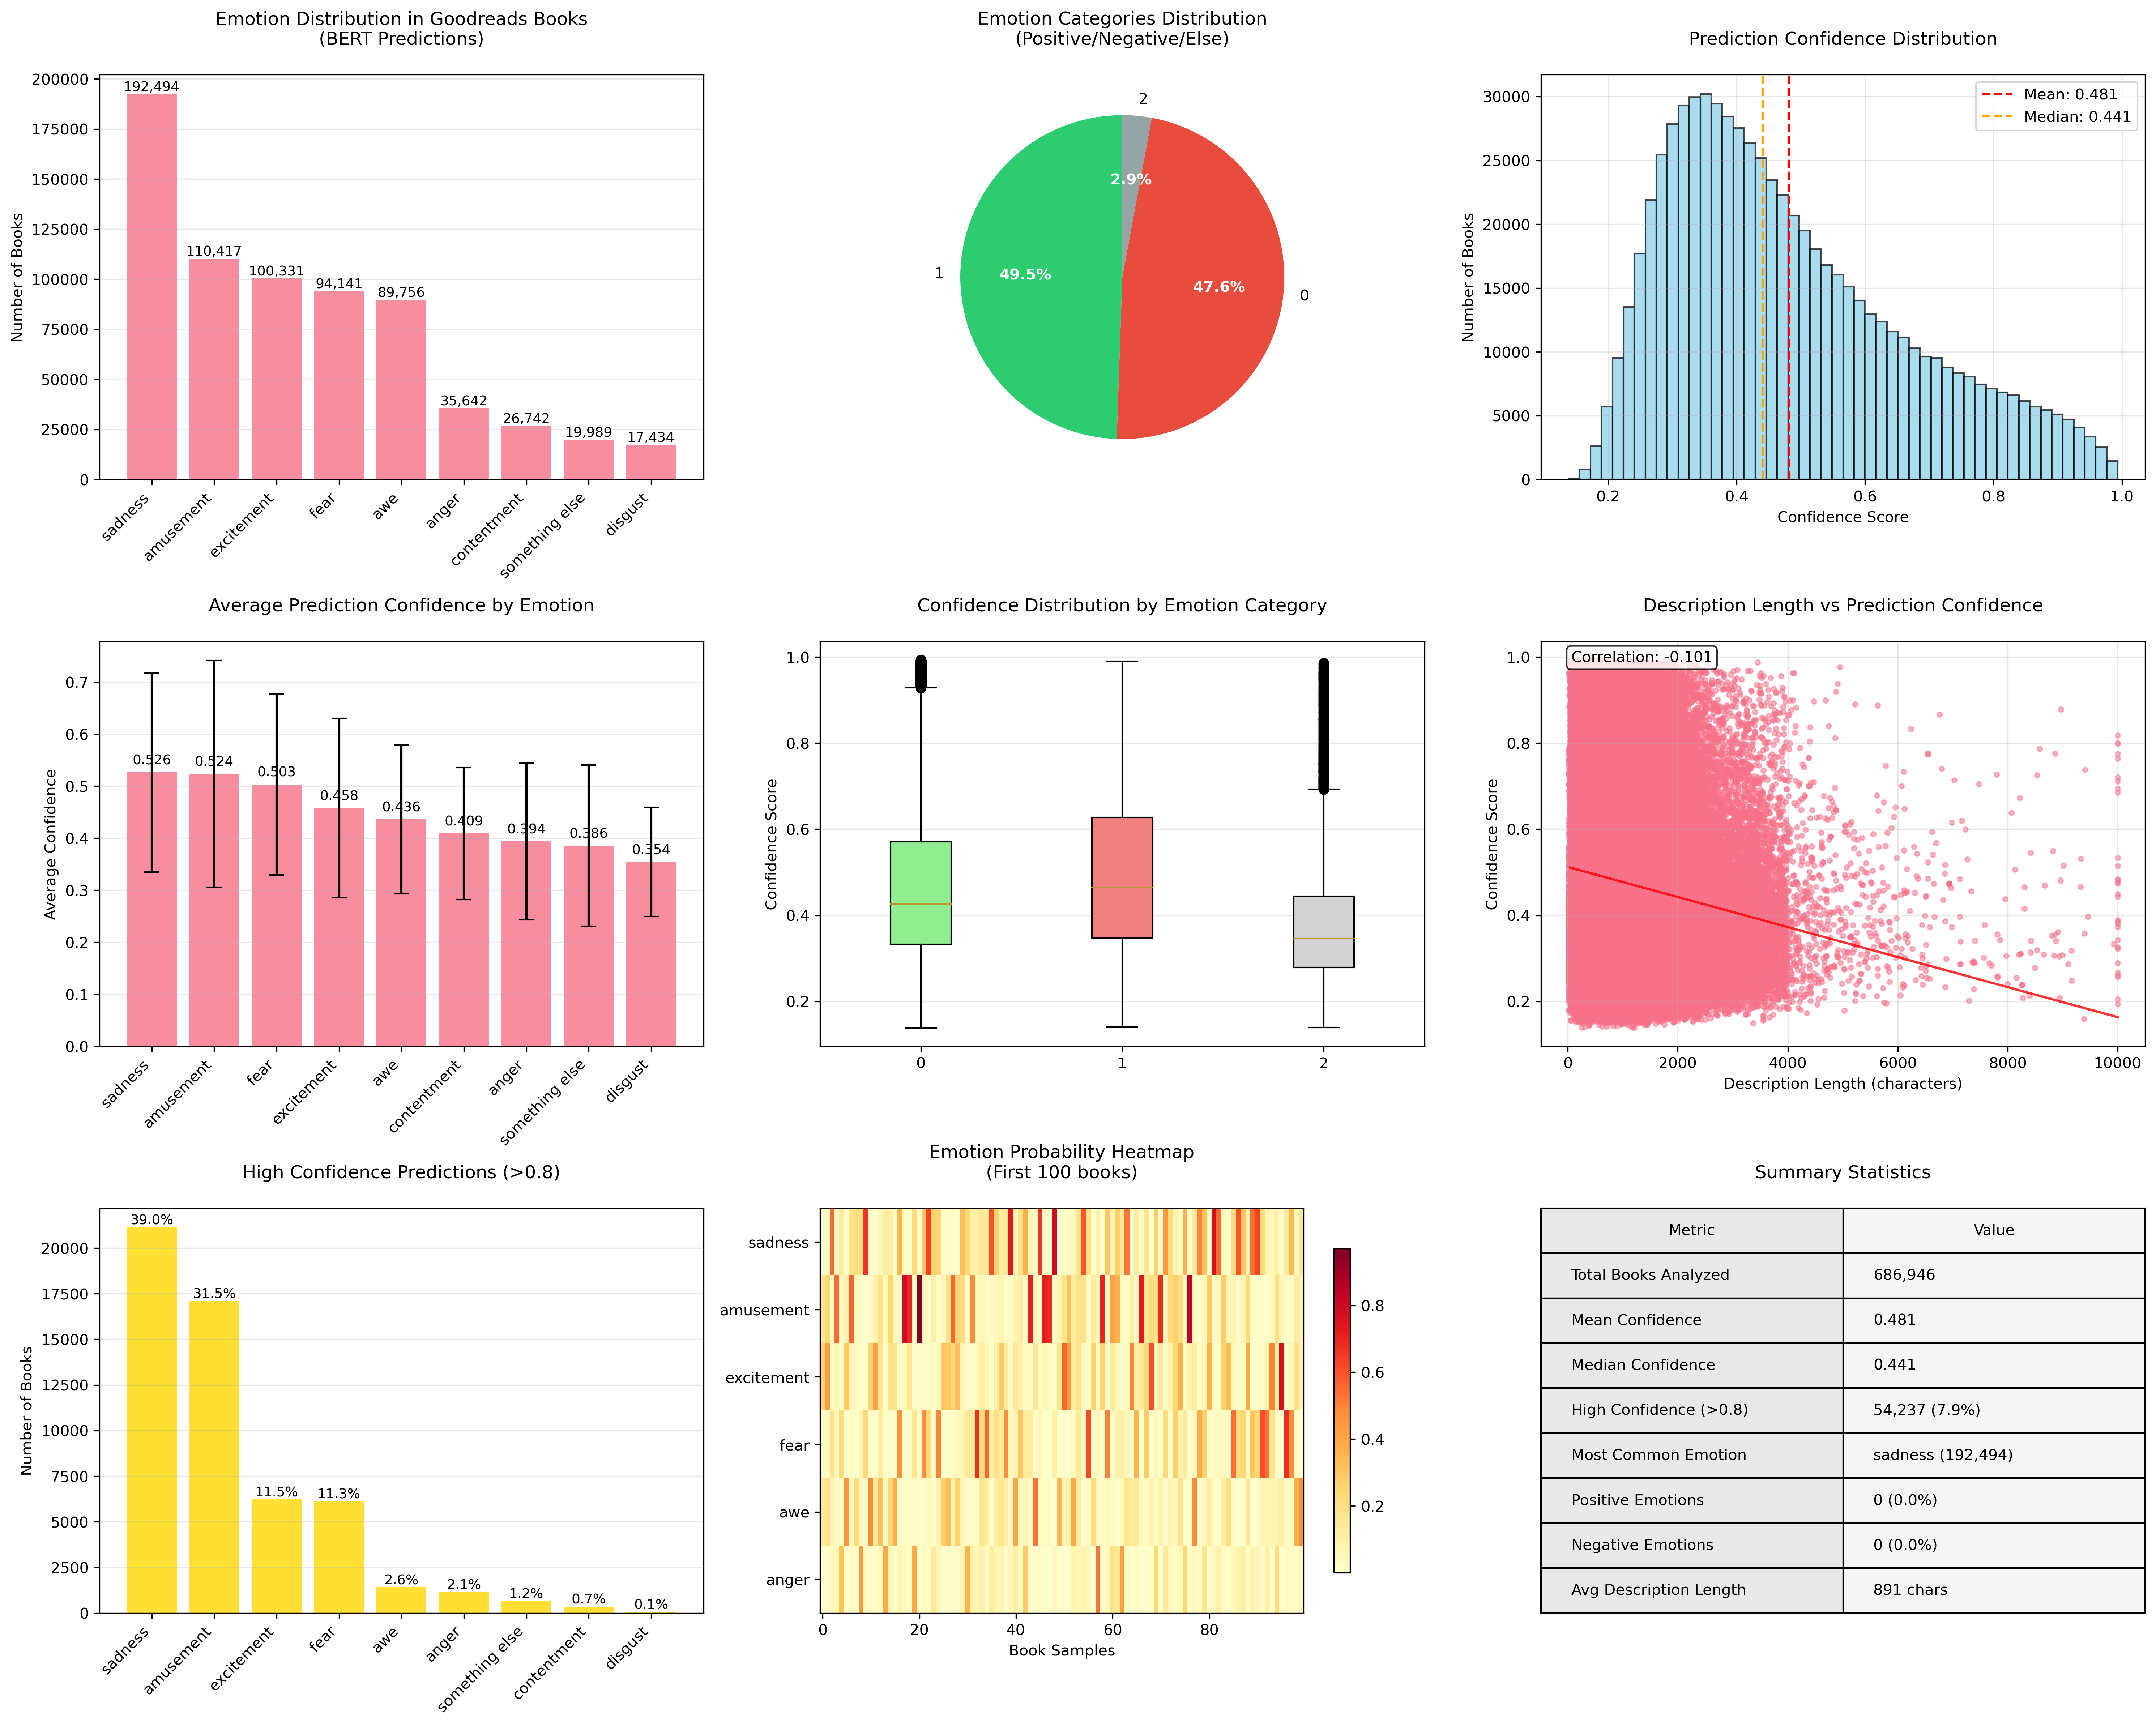 Emotion Distribution in Goodreads Books
(BERT Predictions)
Number of Books
200000
175000
150000
125000
100000
75000
50000
25000
0
192,494
110,417
100,331
94,141
89,756
35,642
26,742
19,989
17,434
sadness
amusement
excitement
fear
awe
anger
contentment
something else
disgust
Emotion Categories Distribution
(Positive/Negative/Else)
2
2.9%
1
49.5%
47.6%
0
Prediction Confidence Distribution
Mean: 0.481
Median: 0.441
Number of Books
30000
25000
20000
15000
10000
5000
0
0.2
0.4
0.6
0.8
1.0
Confidence Score
Average Prediction Confidence by Emotion
Average Confidence
0.7
0.6
0.5
0.4
0.3
0.2
0.1
0.0
0.526
0.524
0.503
0.458
0.436
0.409
0.394
0.386
0.354
sadness
amusement
fear
excitement
awe
contentment
anger
something else
disgust
Confidence Distribution by Emotion Category
Confidence Score
1.0
0.8
0.6
0.4
0.2
0
1
2
Description Length vs Prediction Confidence
Correlation: -0.101
Confidence Score
1.0
0.8
0.6
0.4
0.2
0
2000
4000
6000
8000
10000
Description Length (characters)
High Confidence Predictions (>0.8)
Number of Books
20000
17500
15000
12500
10000
7500
5000
2500
0
39.0%
31.5%
11.5%
11.3%
2.6%
2.1%
1.2%
0.7%
0.1%
sadness
amusement
excitement
fear
awe
anger
something else
contentment
disgust
Emotion Probability Heatmap
(First 100 books)
sadness
amusement
excitement
fear
awe
anger
0
20
40
60
80
Book Samples
0.8
0.6
0.4
0.2
Summary Statistics
Metric Value
Total Books Analyzed 686,946
Mean Confidence 0.481
Median Confidence 0.441
High Confidence (>0.8) 54,237 (7.9%)
Most Common Emotion sadness (192,494)
Positive Emotions 0 (0.0%)
Negative Emotions 0 (0.0%)
Avg Description Length 891 chars